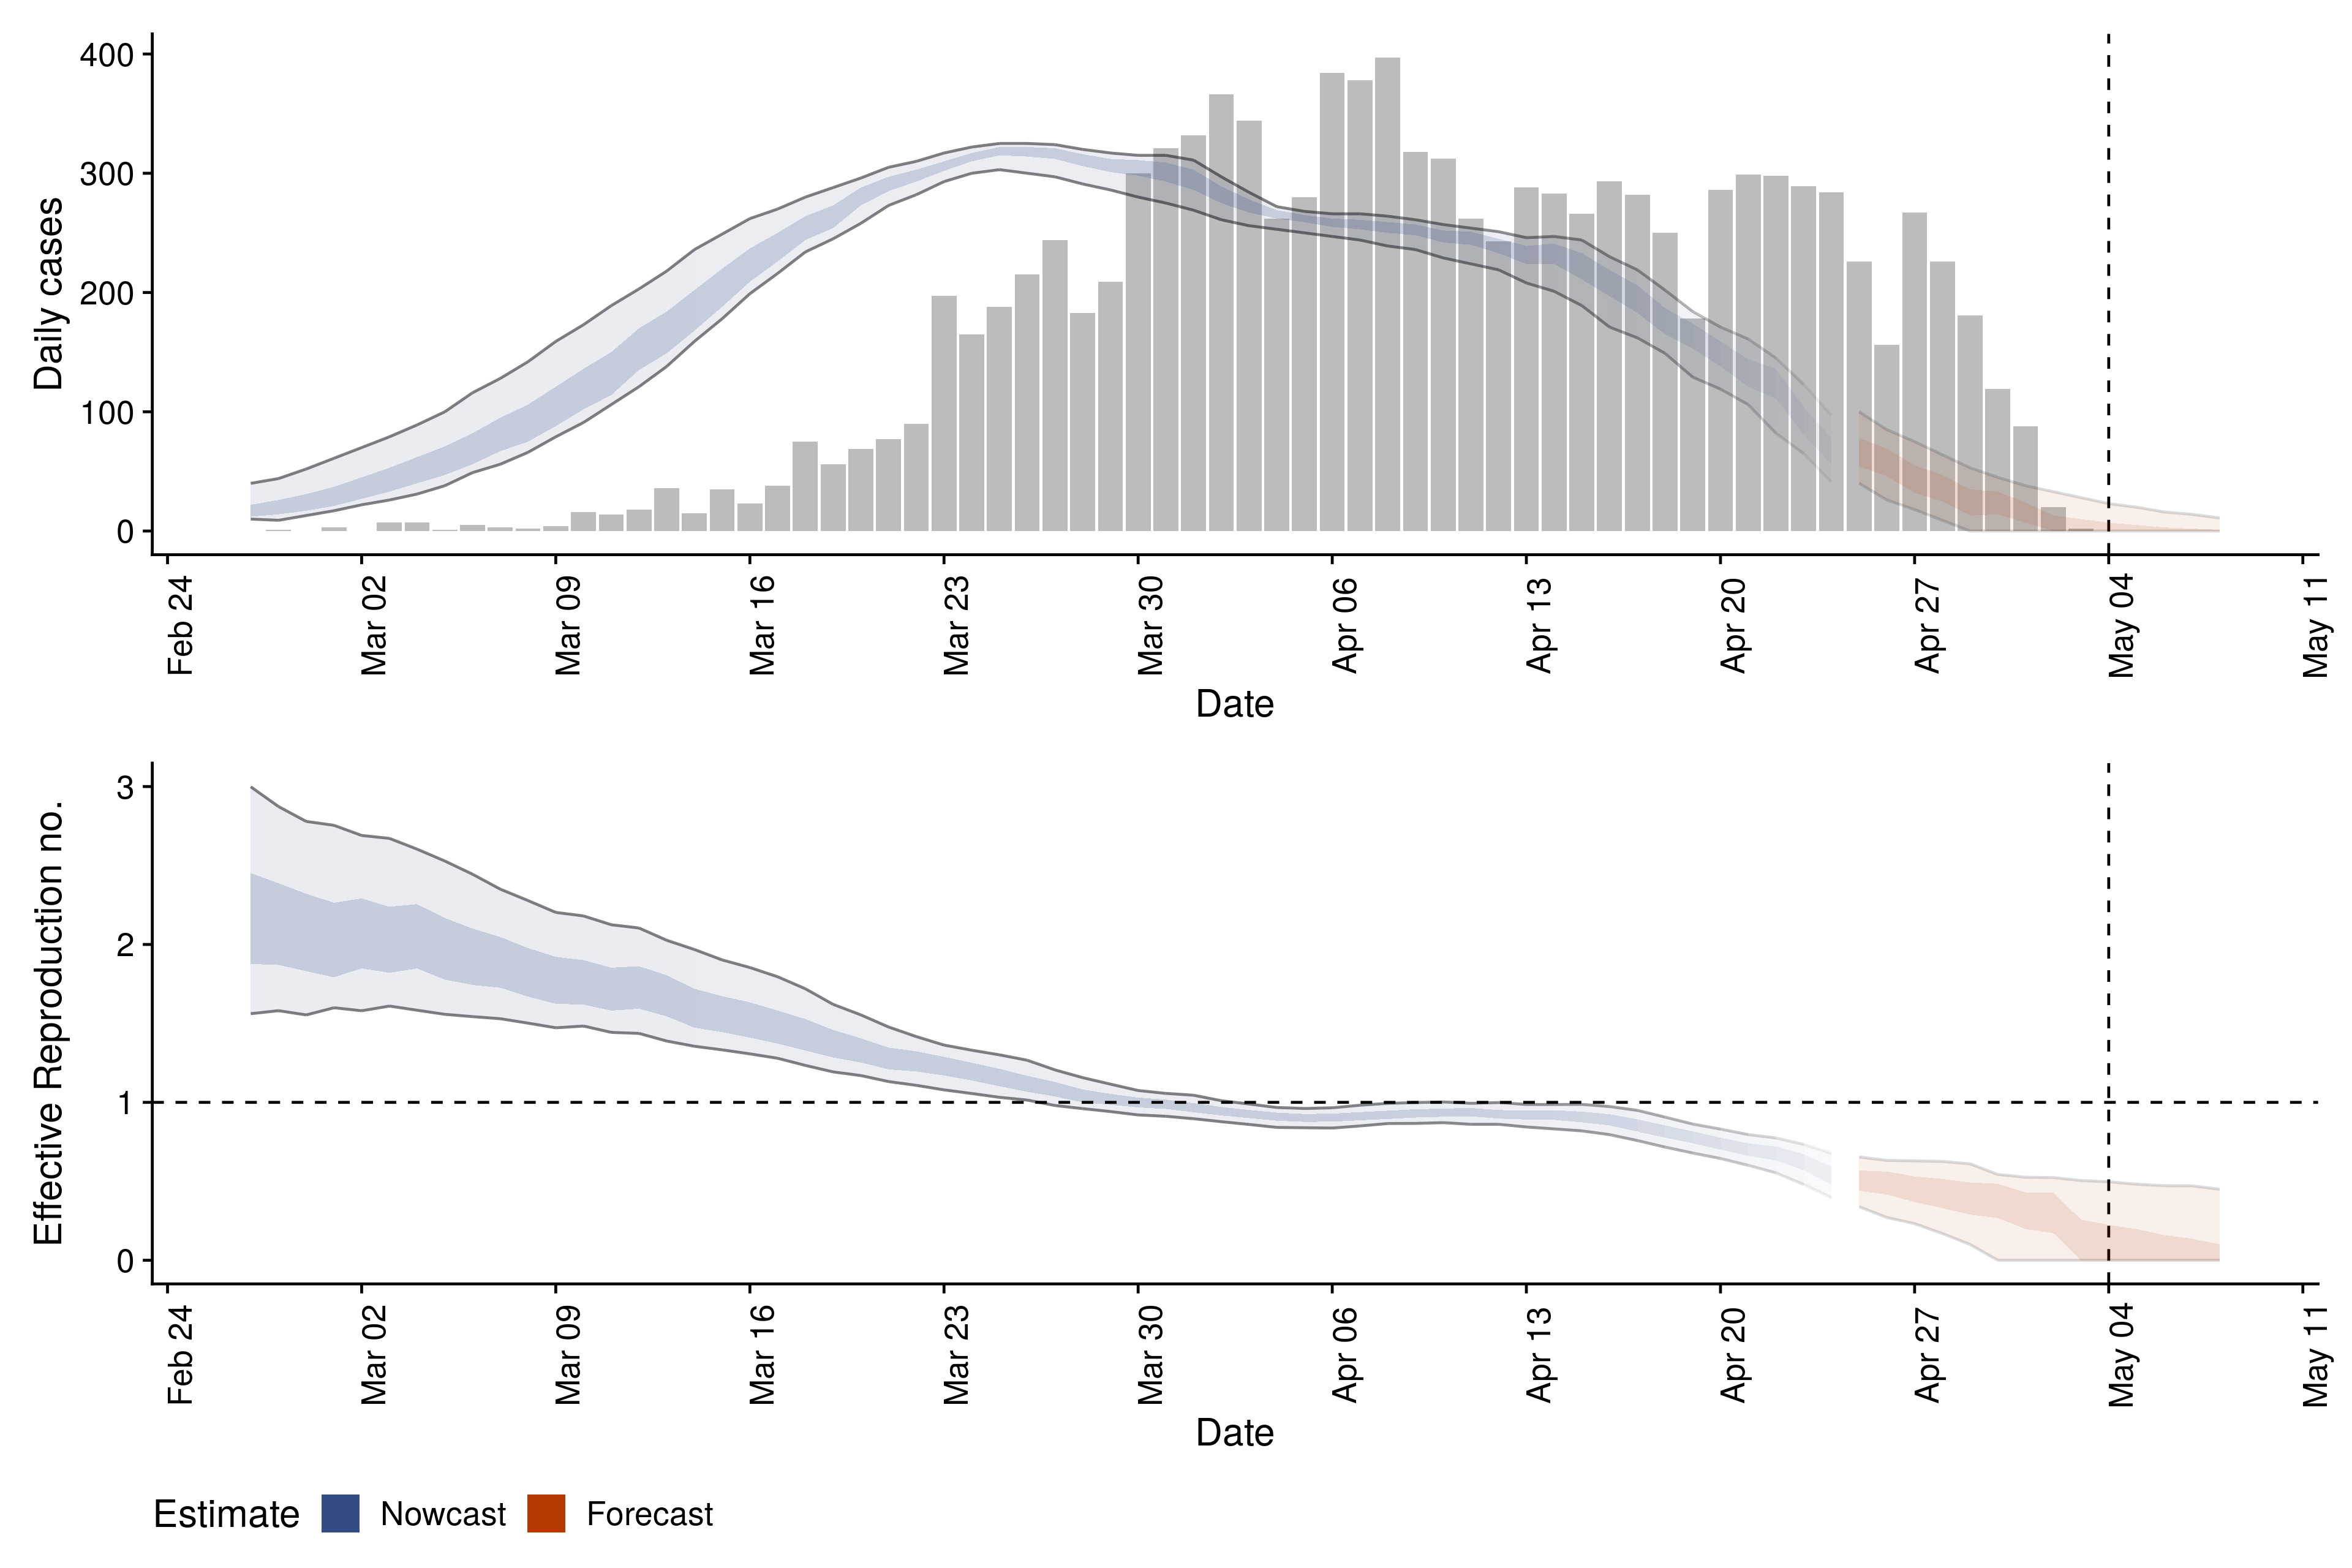 400
300
200
100
0
Daily cases
Feb 24
Mar 02
Mar 09
Mar 16
Mar 23
Mar 30
Apr 06
Apr 13
Apr 20
Apr 27
May 04
May 11
Date
3
2
1
0
Effective Reproduction no.
Feb 24
Mar 02
Mar 09
Mar 16
Mar 23
Mar 30
Apr 06
Apr 13
Apr 20
Apr 27
May 04
May 11
Date
Estimate Nowcast Forecast